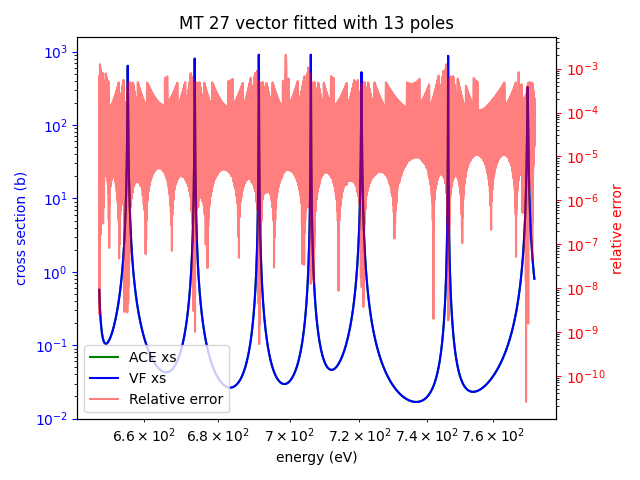 MT 27 vector fitted with 13 poles
10³
10²
10¹
10⁰
10⁻¹
10⁻²
cross section (b)
10⁻³
10⁻⁴
10⁻⁵
10⁻⁶
10⁻⁷
10⁻⁸
10⁻⁹
10⁻¹⁰
relative error
ACE xs
VF xs
Relative error
6.6 × 10² 6.8 × 10² 7 × 10² 7.2 × 10² 7.4 × 10² 7.6 × 10²
energy (eV)